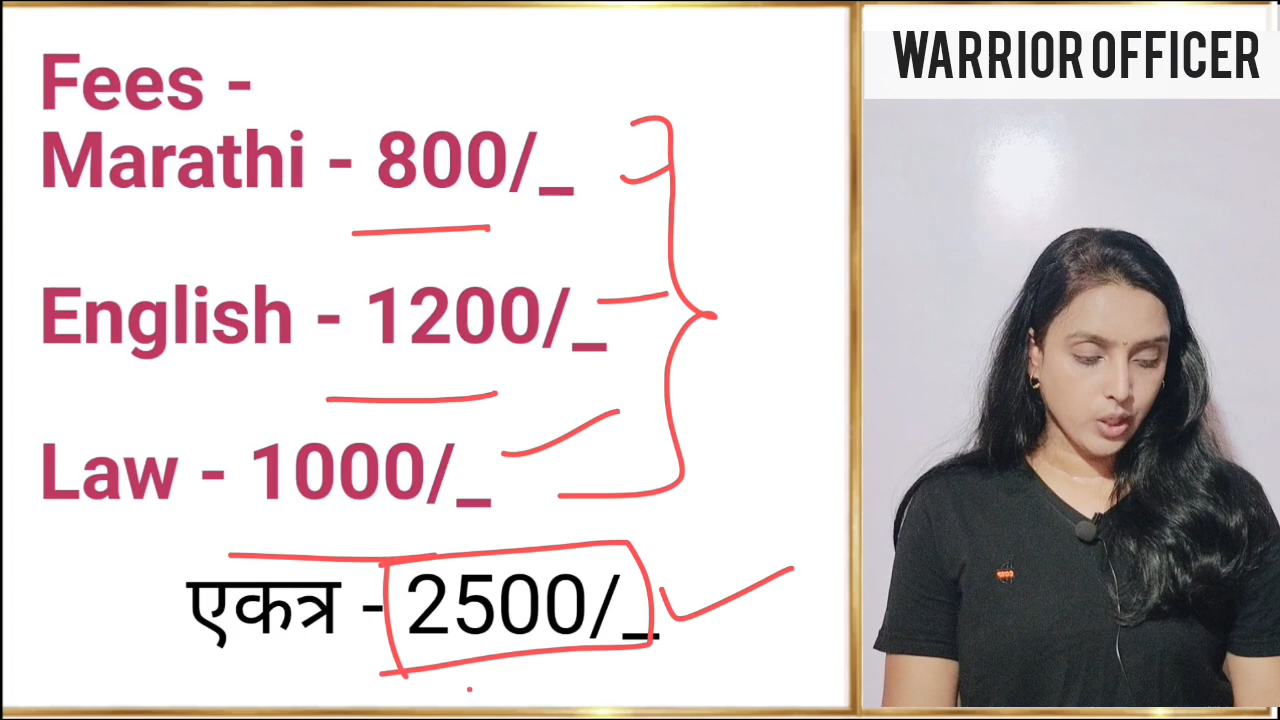 Fees -
Marathi - 800/_
English - 1200/_
Law - 1000/_
एकत्र - 2500/_
WARRIOR OFFICER